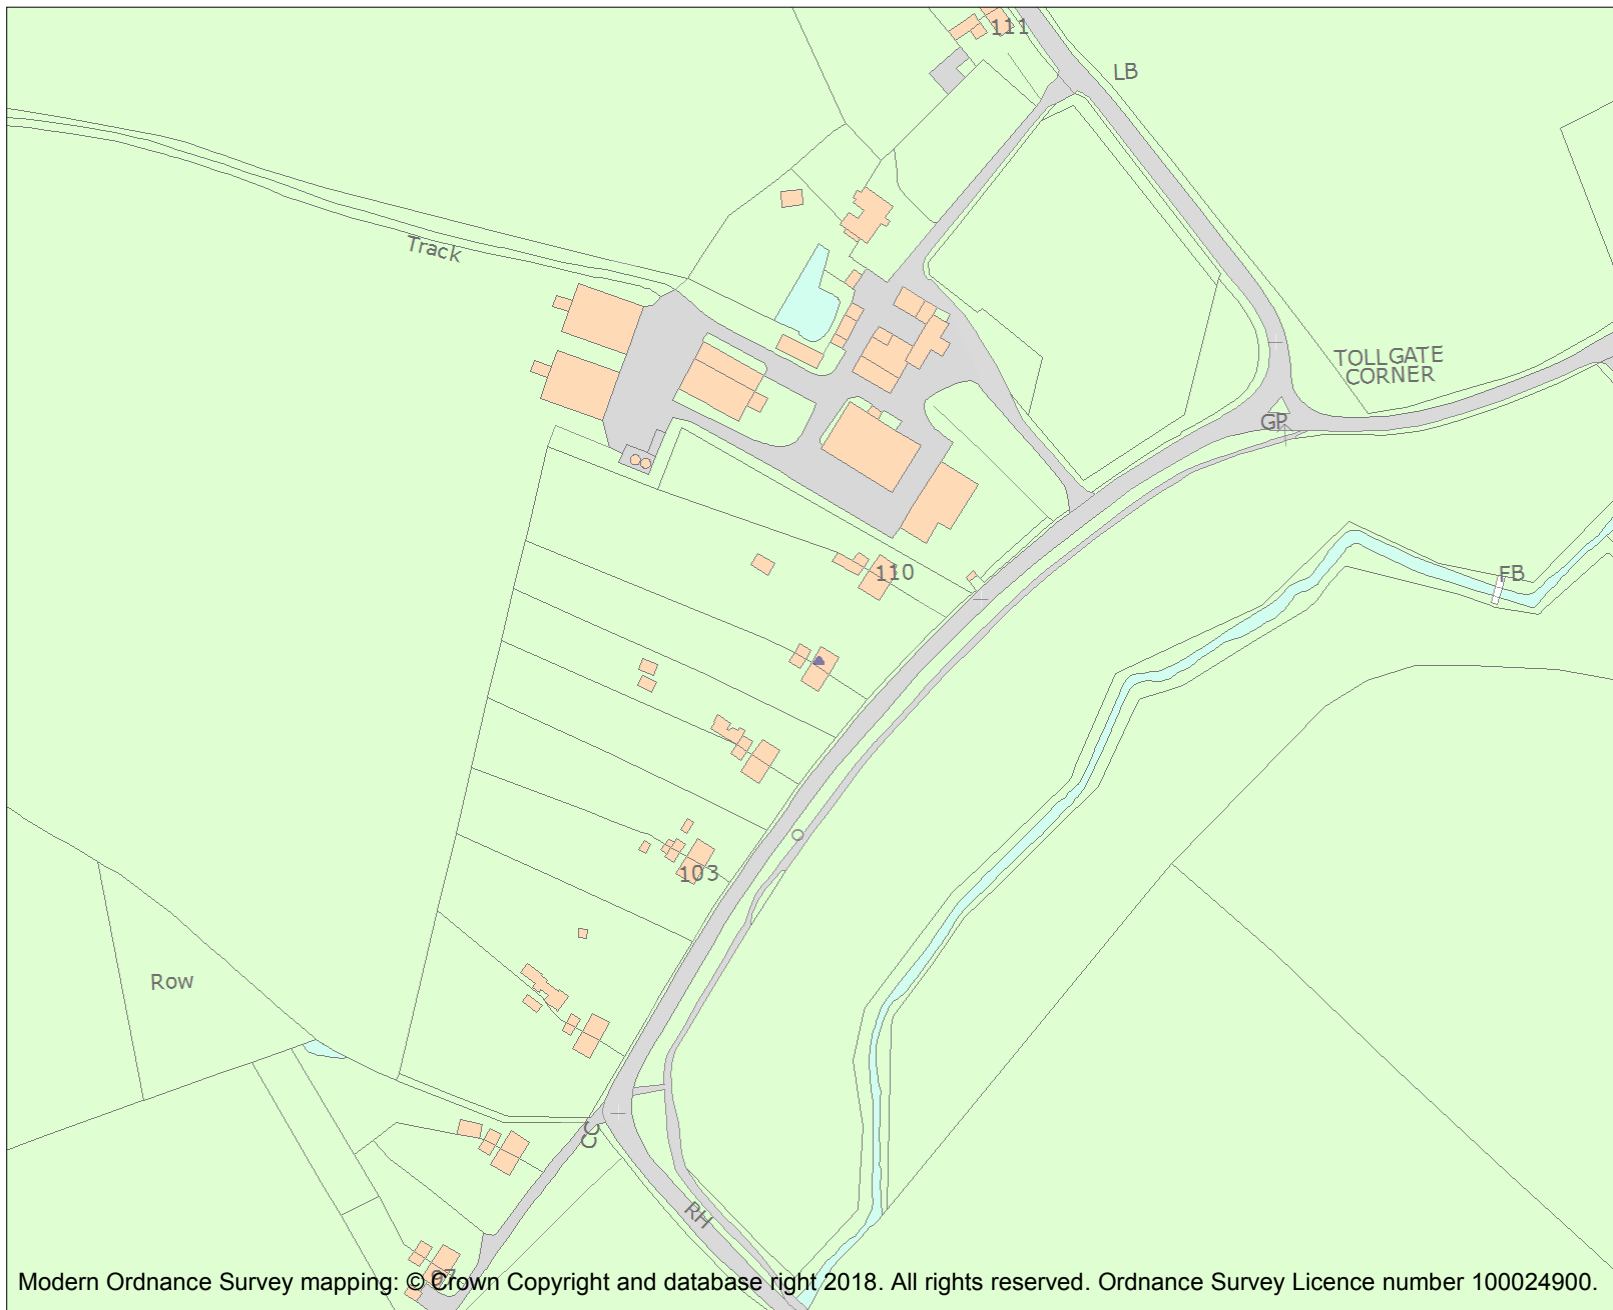 111
LB
Track
TOLLGATE
CORNER
GP
110
FB
103
Row
CC
RH
97
Modern Ordnance Survey mapping: © Crown Copyright and database right 2018. All rights reserved. Ordnance Survey Licence number 100024900.